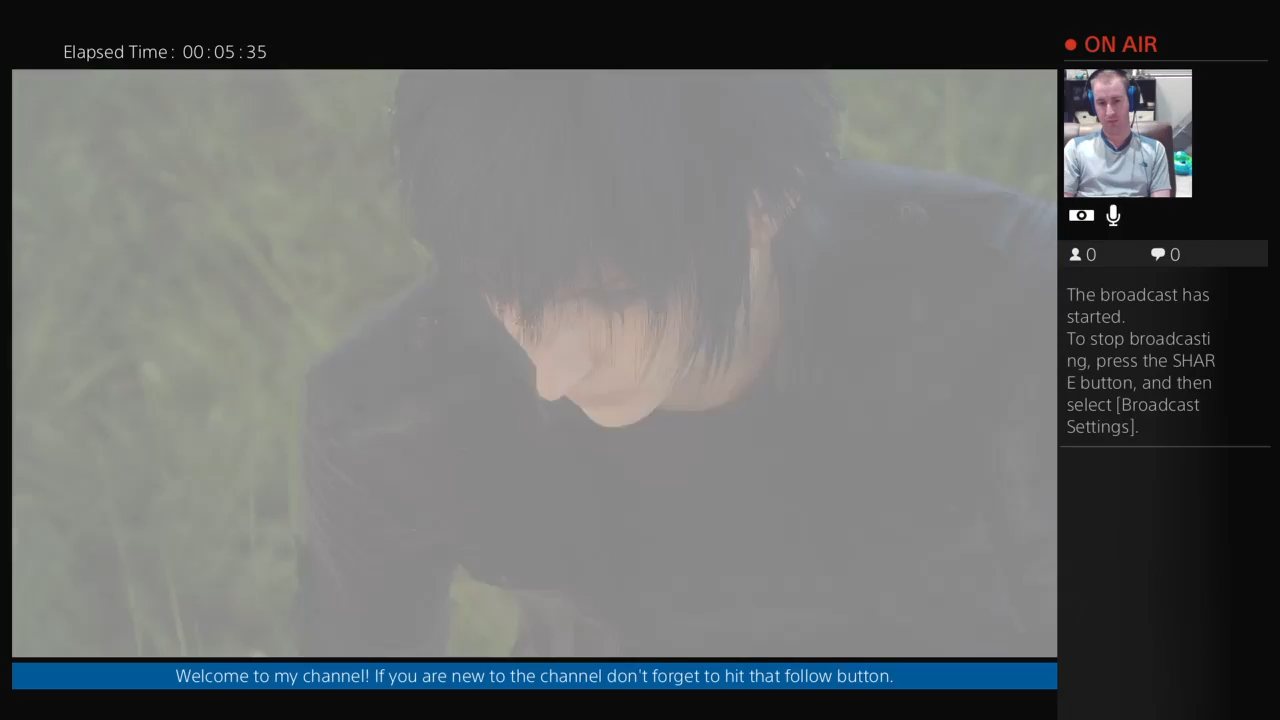 Elapsed Time: 00:05:35
ON AIR
0 0
The broadcast has
started.
To stop broadcasti
ng, press the SHAR
E button, and then
select [Broadcast
Settings].
Welcome to my channel! If you are new to the channel don't forget to hit that follow button.